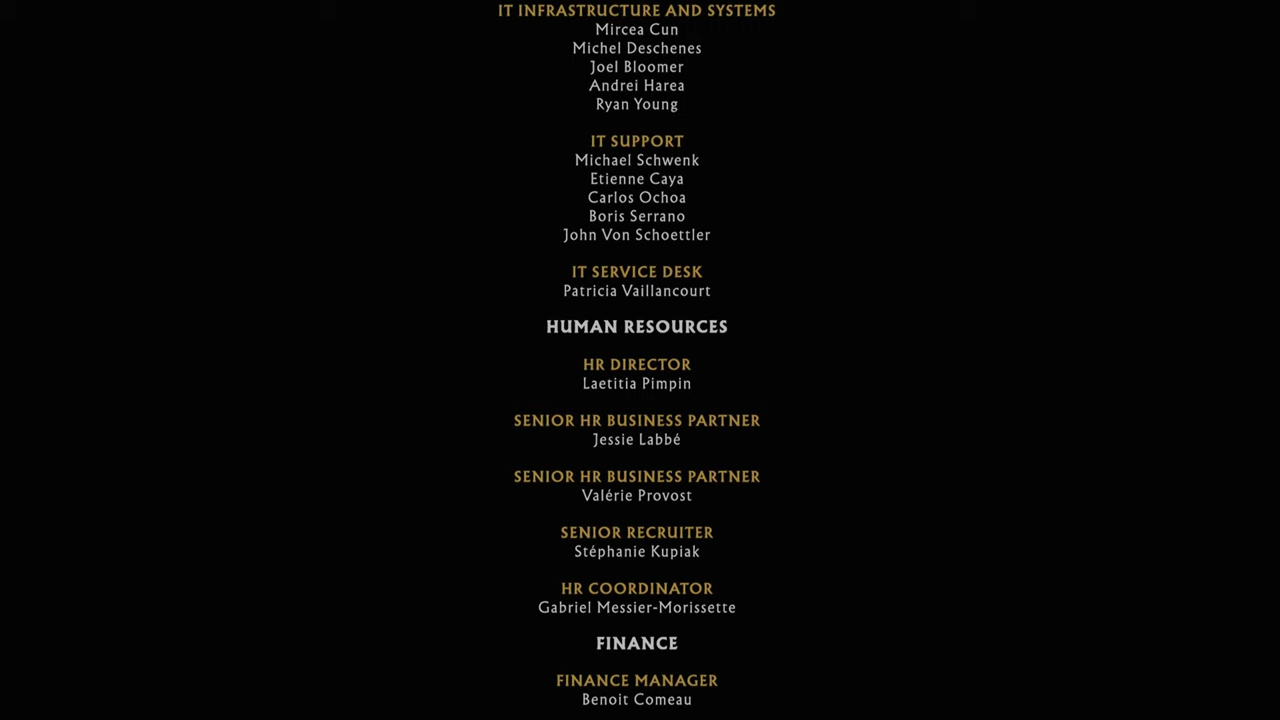 IT INFRASTRUCTURE AND SYSTEMS
Mircea Cun
Michel Deschenes
Joel Bloomer
Andrei Harea
Ryan Young
IT SUPPORT
Michael Schwenk
Etienne Caya
Carlos Ochoa
Boris Serrano
John Von Schoettler
IT SERVICE DESK
Patricia Vaillancourt
HUMAN RESOURCES
HR DIRECTOR
Laetitia Pimpin
SENIOR HR BUSINESS PARTNER
Jessie Labbé
SENIOR HR BUSINESS PARTNER
Valérie Provost
SENIOR RECRUITER
Stéphanie Kupiak
HR COORDINATOR
Gabriel Messier-Morissette
FINANCE
FINANCE MANAGER
Benoit Comeau